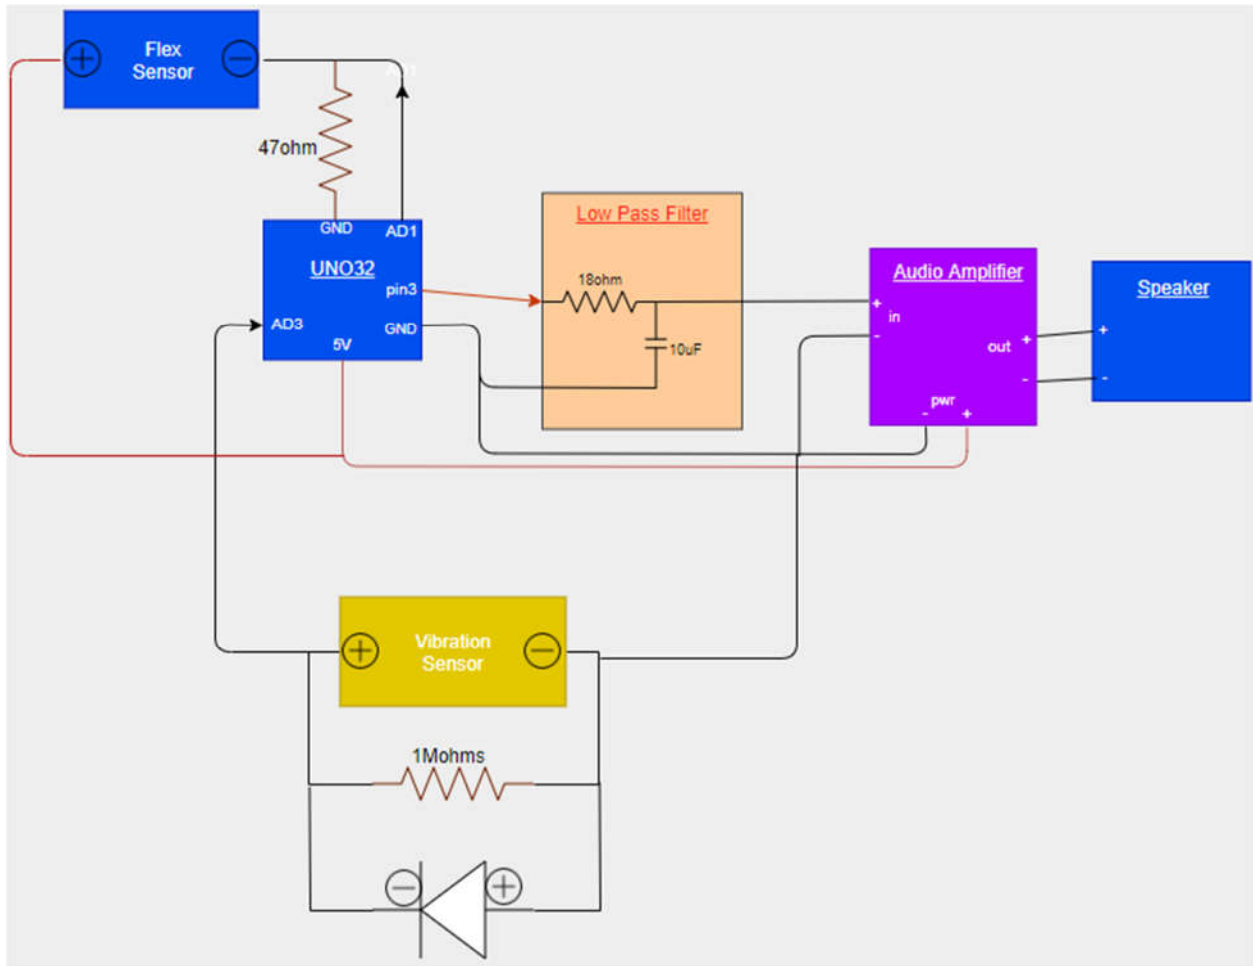 Flex
Sensor
AD1
47ohm
GND
AD1
UNO32
pin3
AD3
GND
5V
Low Pass Filter
18ohm
10uF
Audio Amplifier
+
in
-
out
+
-
pwr
- +
Speaker
+
-
Vibration
Sensor
1Mohms